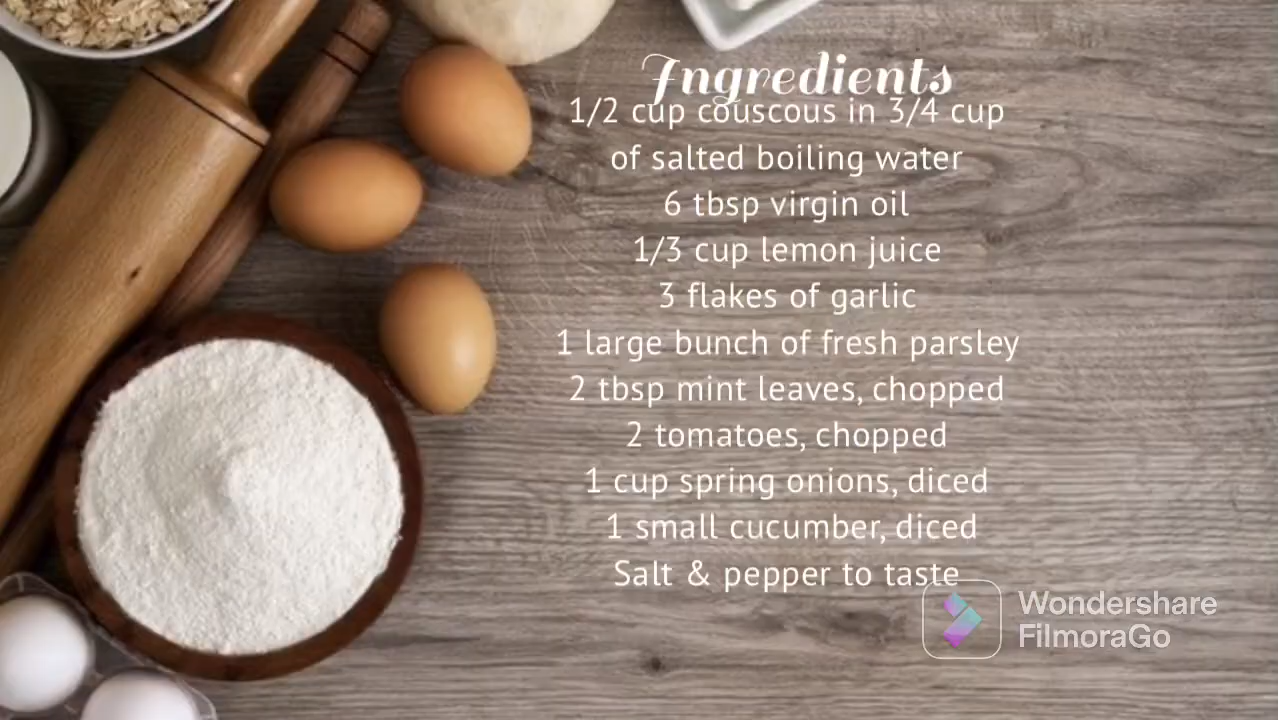 Ingredients
1/2 cup couscous in 3/4 cup
of salted boiling water
6 tbsp virgin oil
1/3 cup lemon juice
3 flakes of garlic
1 large bunch of fresh parsley
2 tbsp mint leaves, chopped
2 tomatoes, chopped
1 cup spring onions, diced
1 small cucumber, diced
Salt & pepper to taste
Wondershare
FilmoraGo